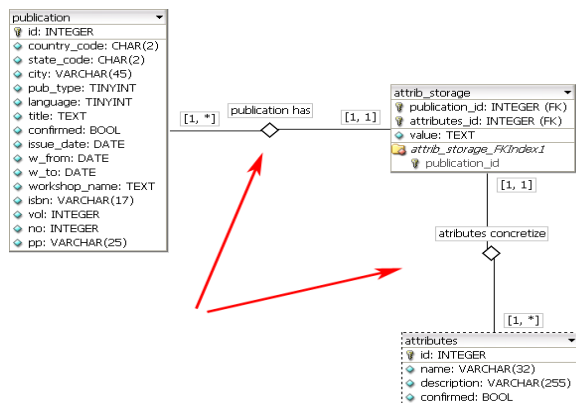 publication
id: INTEGER
country_code: CHAR(2)
state_code: CHAR(2)
city: VARCHAR(45)
pub_type: TINYINT
language: TINYINT
title: TEXT
confirmed: BOOL
issue_date: DATE
w_from: DATE
w_to: DATE
workshop_name: TEXT
isbn: VARCHAR(17)
vol: INTEGER
no: INTEGER
pp: VARCHAR(25)
[1, *]
publication has
[1, 1]
attrib_storage
publication_id: INTEGER (FK)
attributes_id: INTEGER (FK)
value: TEXT
attrib_storage_FKIndex1
publication_id
[1, 1]
atributes concretize
[1, *]
attributes
id: INTEGER
name: VARCHAR(32)
description: VARCHAR(255)
confirmed: BOOL